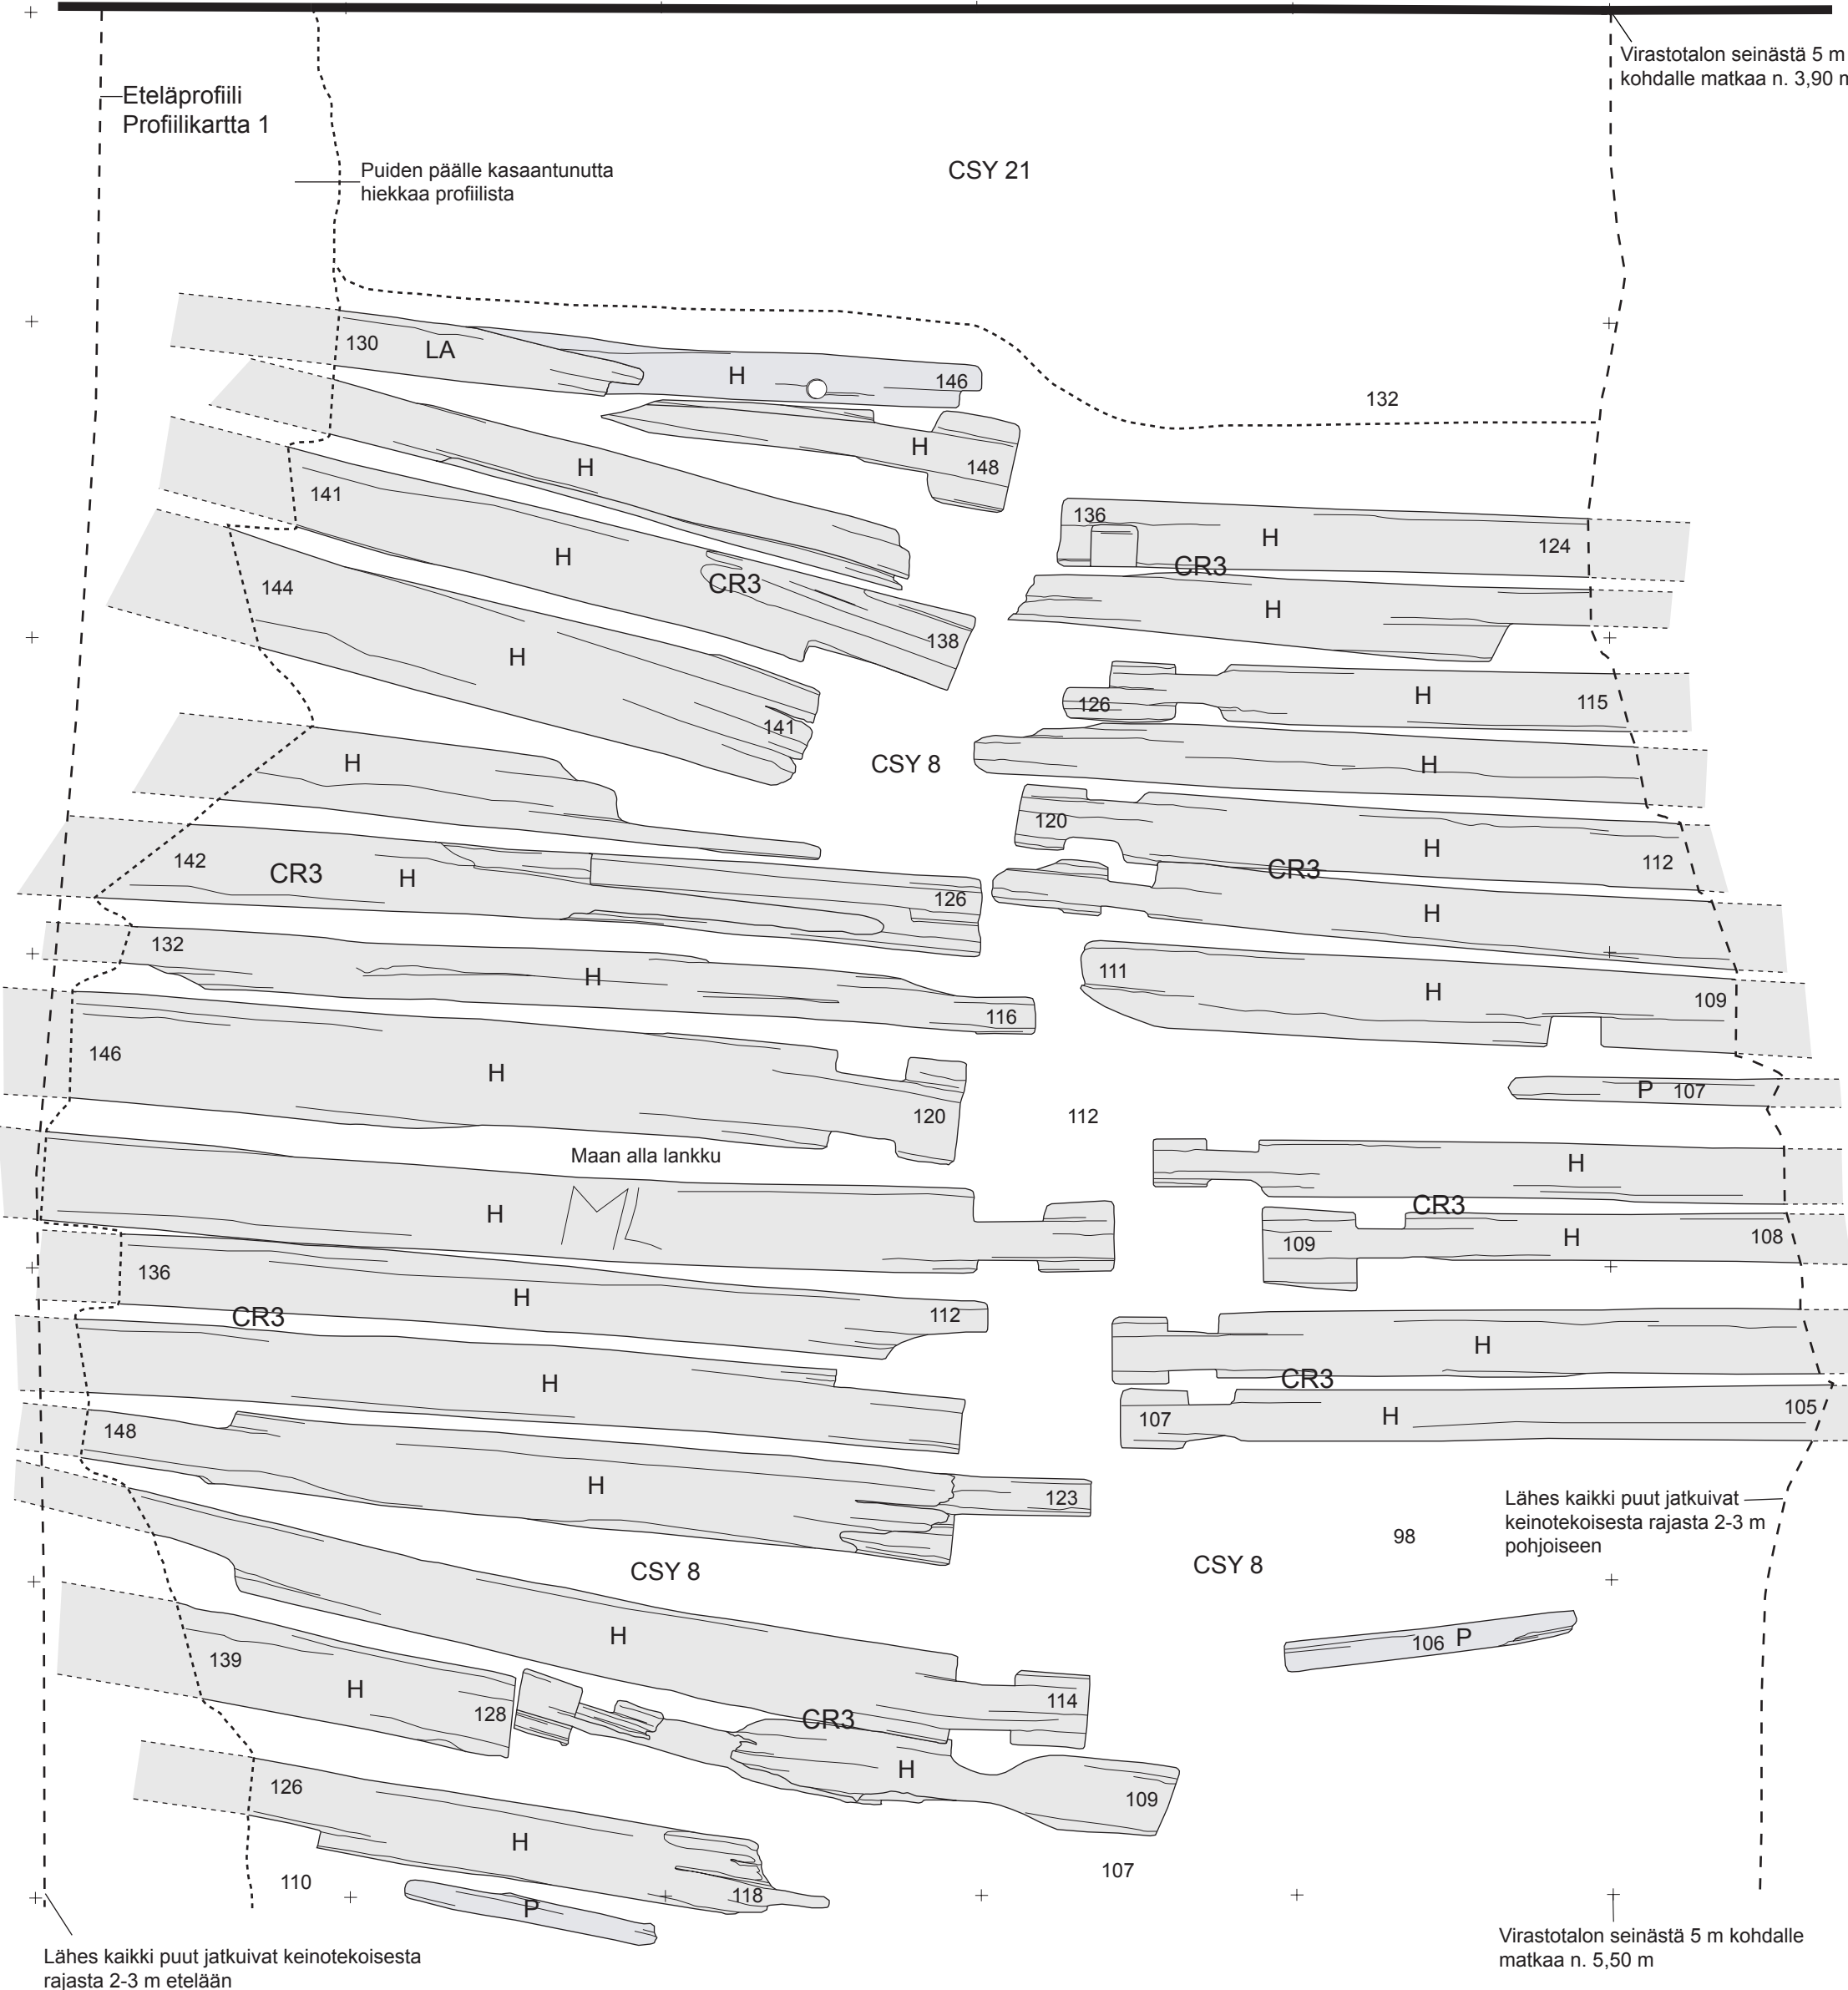 Virastotalon seinästä 5 m
kohdalle matkaa n. 3,90 m
Eteläprofiili
Profiilikartta 1
Puiden päälle kasaantunutta
hiekkaa profiilista
CSY 21
130
LA
H
146
132
H
148
H
141
136
H
124
H
CR3
CR3
144
H
138
H
H
126
H
115
141
H
CSY 8
H
120
H
112
142
CR3
H
126
CR3
H
132
H
116
111
H
109
146
H
120
112
P
107
Maan alla lankku
H
H
ML
CR3
109
H
108
136
H
112
CR3
H
H
CR3
107
H
105
148
H
123
Lähes kaikki puut jatkuivat
keinotekoisesta rajasta 2-3 m
pohjoiseen
98
CSY 8
CSY 8
H
106
P
139
H
128
114
CR3
H
109
126
H
118
107
110
P
Virastotalon seinästä 5 m kohdalle
matkaa n. 5,50 m
Lähes kaikki puut jatkuivat keinotekoisesta
rajasta 2-3 m etelään